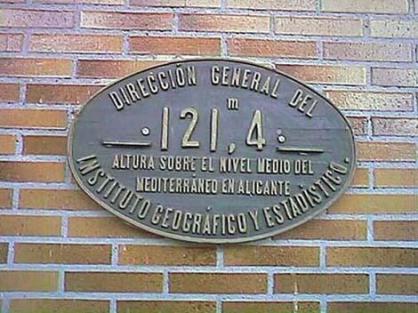 DIRECCIÓN GENERAL DEL
121,4 m
ALTURA SOBRE EL NIVEL MEDIO DEL
MEDITERRÁNEO EN ALICANTE
INSTITUTO GEOGRÁFICO Y ESTADÍSTICO.